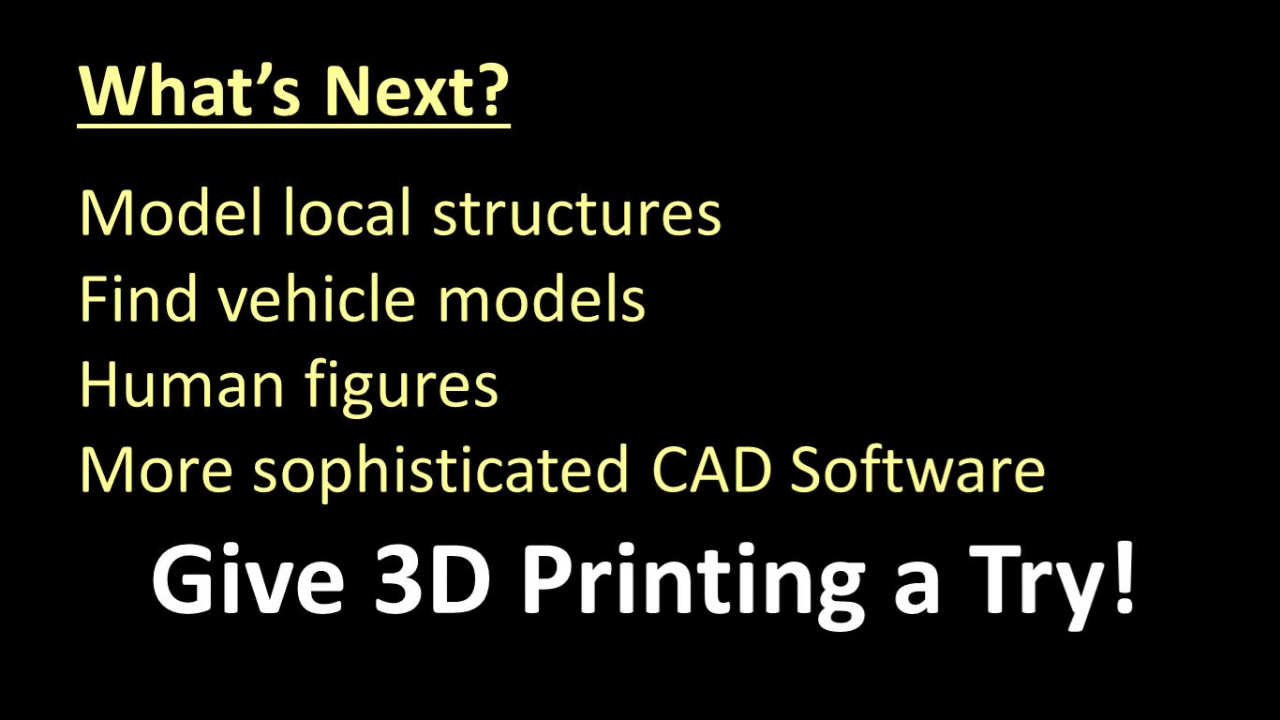 What’s Next?
Model local structures
Find vehicle models
Human figures
More sophisticated CAD Software
Give 3D Printing a Try!